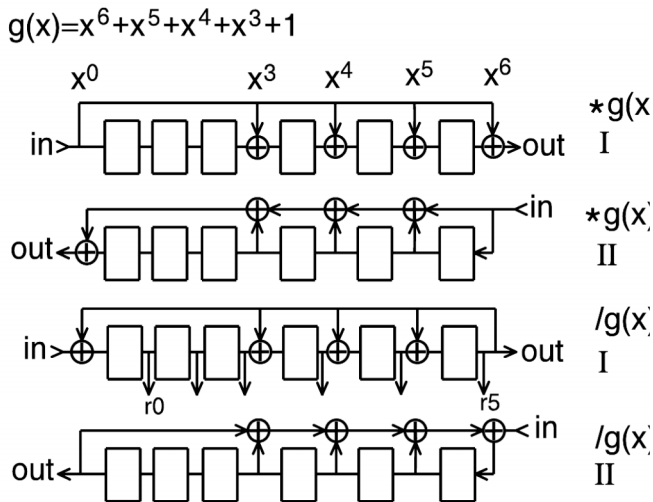 g(x)=x⁶+x⁵+x⁴+x³+1
x⁰ x³ x⁴ x⁵ x⁶
in out *g(x
I
in *g(x)
out II
in out /g(x)
I
r0 r5
in /g(x)
out II